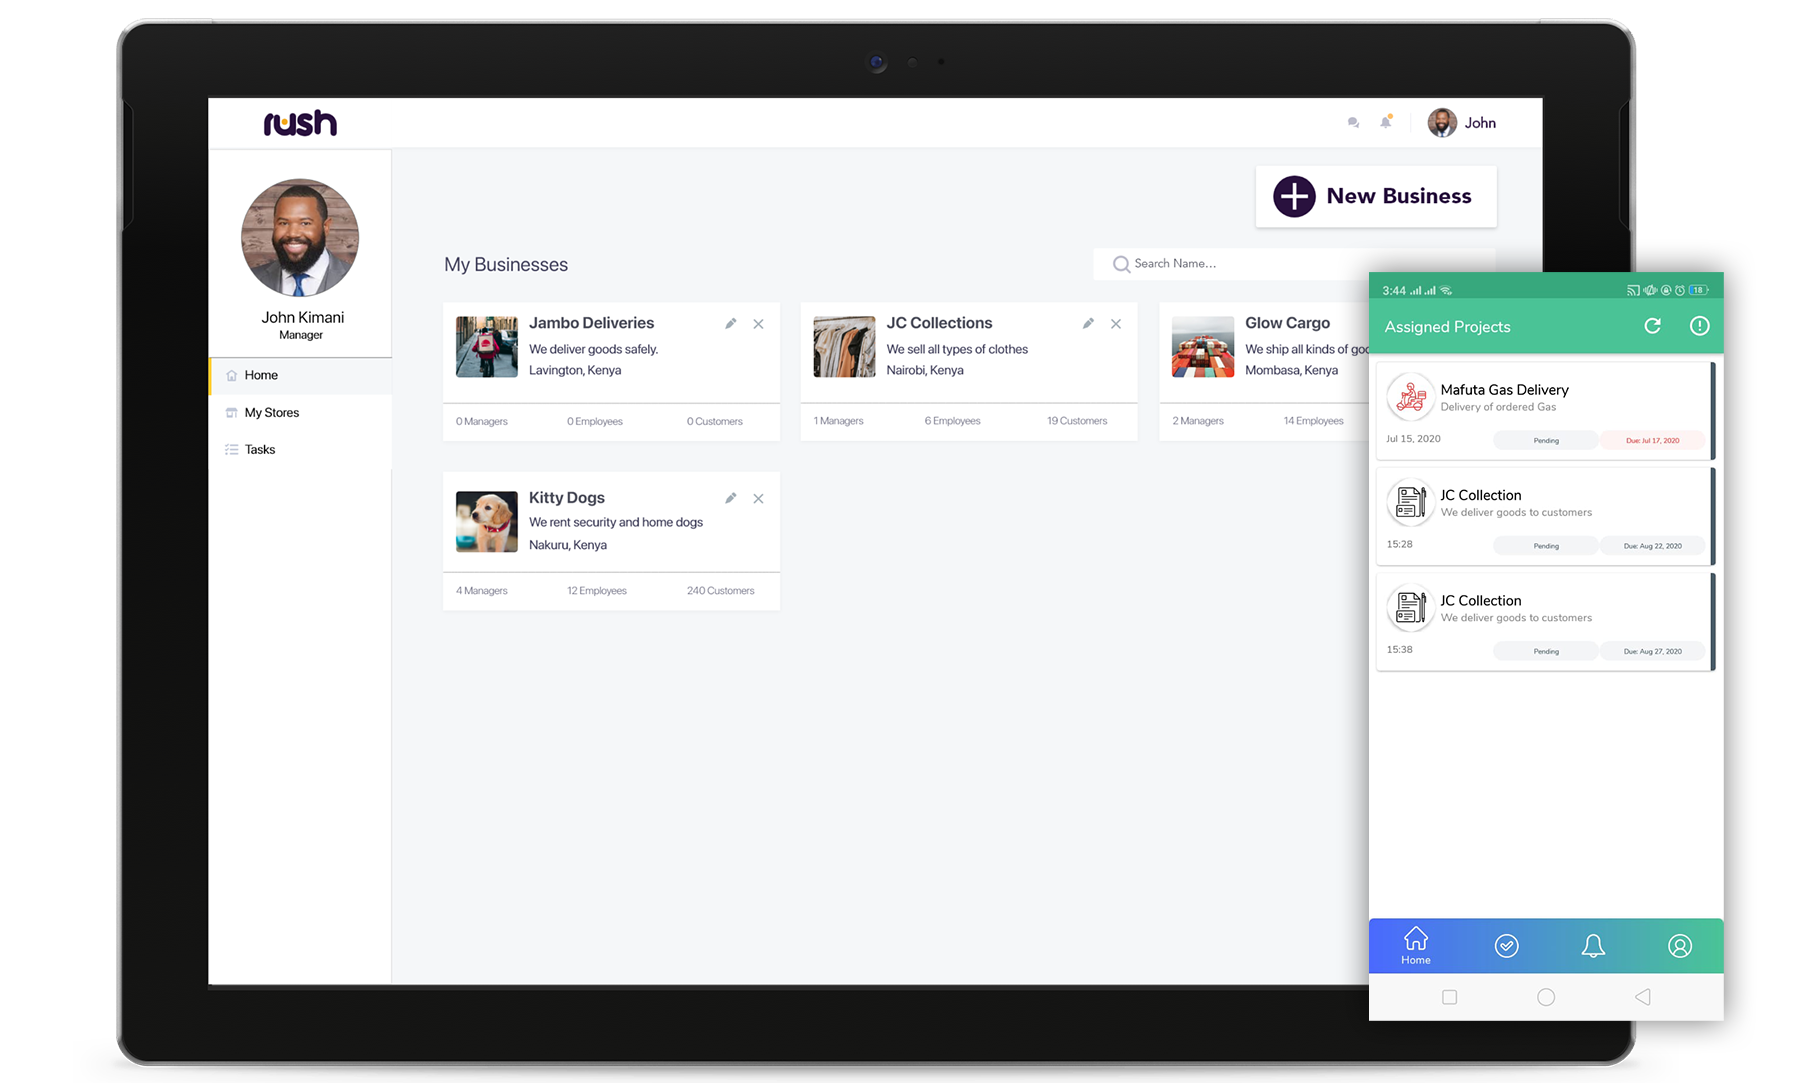 rush
John
New Business
John Kimani
Manager
Home
My Stores
Tasks
My Businesses
Search Name...
Jambo Deliveries
We deliver goods safely.
Lavington, Kenya
0 Managers 0 Employees 0 Customers
JC Collections
We sell all types of clothes
Nairobi, Kenya
1 Managers 6 Employees 19 Customers
Glow Cargo
We ship all kinds of
Mombasa, Kenya
2 Managers 14 Employees
Kitty Dogs
We rent security and home dogs
Nakuru, Kenya
4 Managers 12 Employees 240 Customers
3:44 18
Assigned Projects
Mafuta Gas Delivery
Delivery of ordered Gas
Jul 15, 2020 Pending Due: Jul 17, 2020
JC Collection
We deliver goods to customers
15:28 Pending Due: Aug 22, 2020
JC Collection
We deliver goods to customers
15:38 Pending Due: Aug 27, 2020
Home